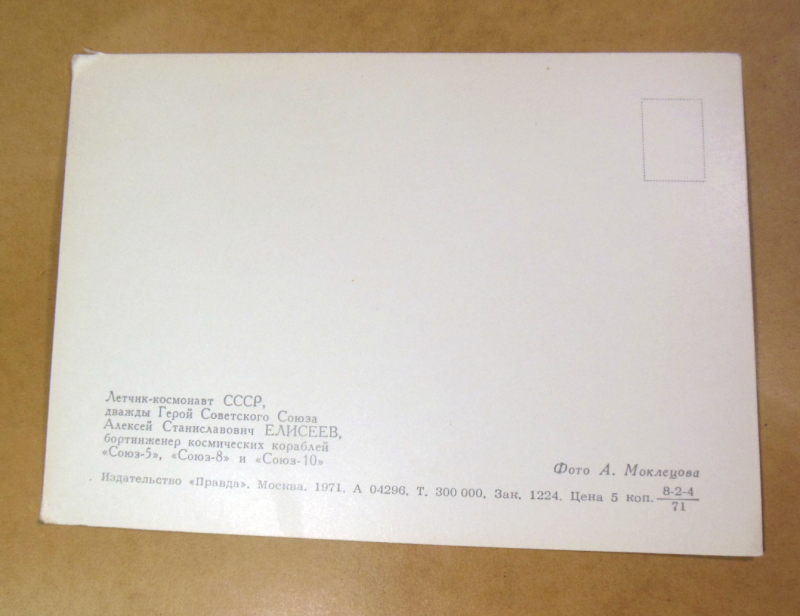 Летчик-космонавт СССР,
дважды Герой Советского Союза
Алексей Станиславович ЕЛИСЕЕВ,
бортинженер космических кораблей
«Союз-5», «Союз-8» и «Союз-10»
Фото А. Моклецова
Издательство «Правда». Москва. 1971. А 04296. Т. 300 000. Зак. 1224. Цена 5 коп. 8-2-4
71